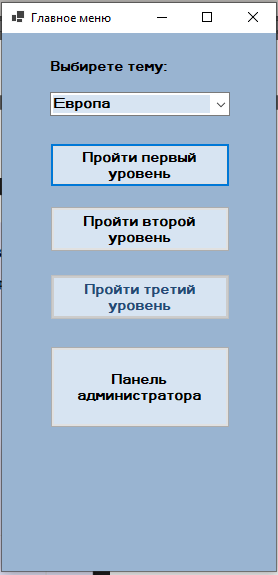 Главное меню
Выбирете тему:
Европа
Пройти первый
уровень
Пройти второй
уровень
Пройти третий
уровень
Панель
администратора